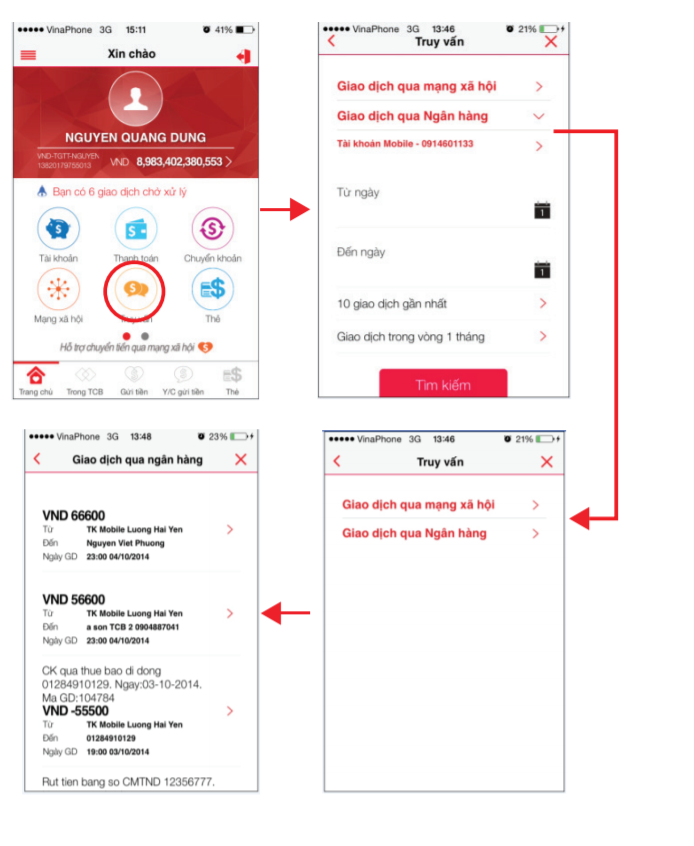 VinaPhone 3G 15:11 41%
Xin chào
NGUYEN QUANG DUNG
VND-TGTT-NGUYEN
13820179755013 VND 8,983,402,380,553
Bạn có 6 giao dịch chờ xử lý
Tài khoản Thanh toán Chuyển khoản
Mạng xã hội Truy vấn Thẻ
Hỗ trợ chuyển tiền qua mạng xã hội
Trang chủ Trong TCB Gửi tiền Y/C gửi tiền Thẻ
VinaPhone 3G 13:46 21%
Truy vấn
Giao dịch qua mạng xã hội
Giao dịch qua Ngân hàng
Tài khoản Mobile - 0914601133
Từ ngày
1
Đến ngày
1
10 giao dịch gần nhất
Giao dịch trong vòng 1 tháng
Tìm kiếm
VinaPhone 3G 13:48 23%
Giao dịch qua ngân hàng
VND 66600
Từ TK Mobile Luong Hai Yen
Đến Nguyen Viet Phuong
Ngày GD 23:00 04/10/2014
VND 56600
Từ TK Mobile Luong Hai Yen
Đến a son TCB 2 0904887041
Ngày GD 23:00 04/10/2014
CK qua thue bao di dong
01284910129. Ngay:03-10-2014.
Ma GD:104784
VND -55500
Từ TK Mobile Luong Hai Yen
Đến 01284910129
Ngày GD 19:00 03/10/2014
Rut tien bang so CMTND 12356777.
VinaPhone 3G 13:46 21%
Truy vấn
Giao dịch qua mạng xã hội
Giao dịch qua Ngân hàng